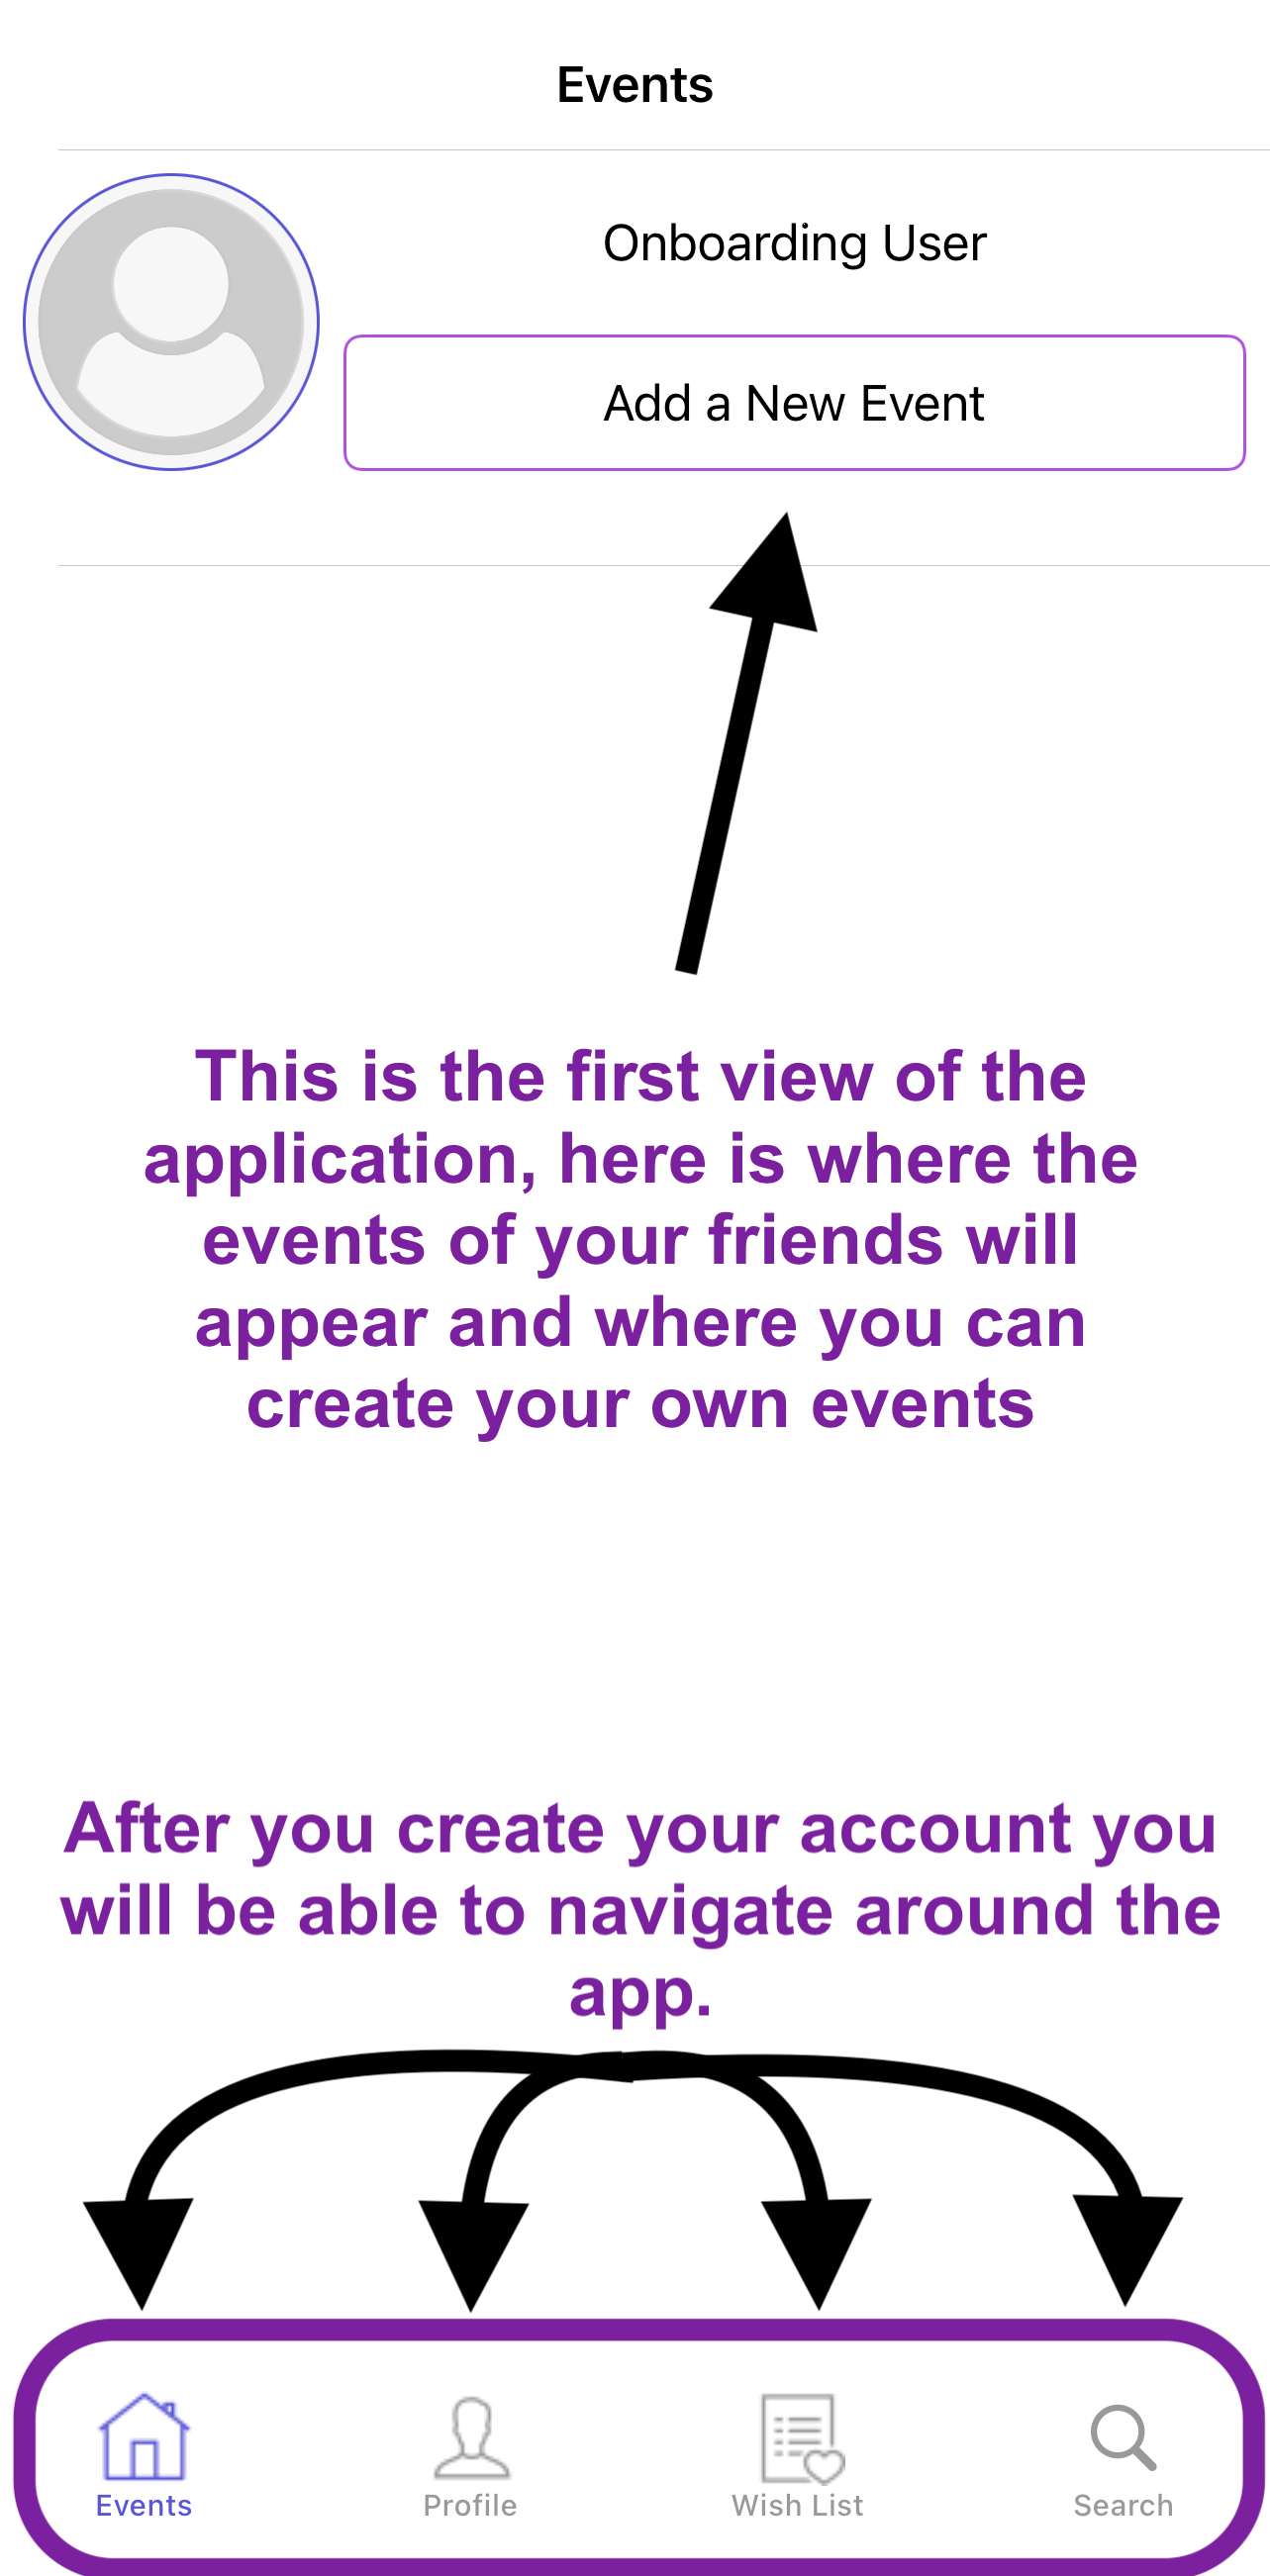 Events
Onboarding User
Add a New Event
This is the first view of the
application, here is where the
events of your friends will
appear and where you can
create your own events
After you create your account you
will be able to navigate around the
app.
Events
Profile
Wish List
Search